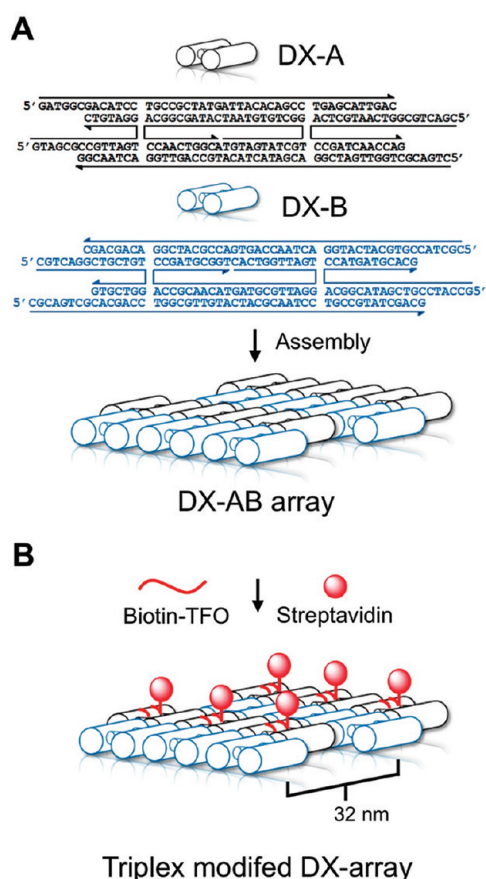 A
DX-A
5'GATGGCGACATCC TGCCGCTATGATTACACAGCC TGAGCATTGAC
CTGTAGG ACGGCGATACTAATGTGTCGG ACTCGTAACTGGCGTCAGC5'
5'GTAGCGCCGTTAGT CCAACTGGCATGTAGTATCGT CCGATCAACCAG
GGCAATCA GGTTGACCGTACATCATAGCA GGCTAGTTGGTCGCAGTC5'
DX-B
CGACGACA GGCTACGCCAGTGACCAATCA GGTACTACGTGCCATCGC5'
5'CGTCAGGCTGCTGT CCGATGCGGTCACTGGTTAGT CCATGATGCACG
GTGCTGG ACCGCAACATGATGCGTTAGG ACGGCATAGCTGCCTACCG5'
5'CGCAGTCGCACGACC TGGCGTTGTACTACGCAATCC TGCCGTATCGACG
Assembly
DX-AB array
B
Biotin-TFO
Streptavidin
32 nm
Triplex modifed DX-array